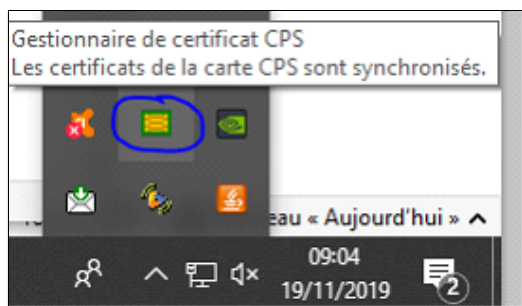 Gestionnaire de certificat CPS
Les certificats de la carte CPS sont synchronisés.
eau « Aujourd'hui »
09:04
19/11/2019
2